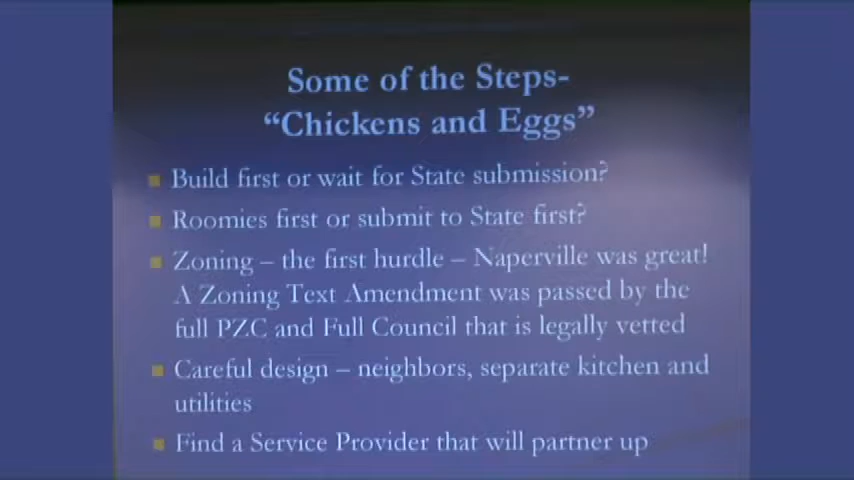 Some of the Steps-
“Chickens and Eggs”
Build first or wait for State submission?
Roomies first or submit to State first?
Zoning – the first hurdle – Naperville was great!
A Zoning Text Amendment was passed by the
full PZC and Full Council that is legally vetted
Careful design – neighbors, separate kitchen and
utilities
Find a Service Provider that will partner up